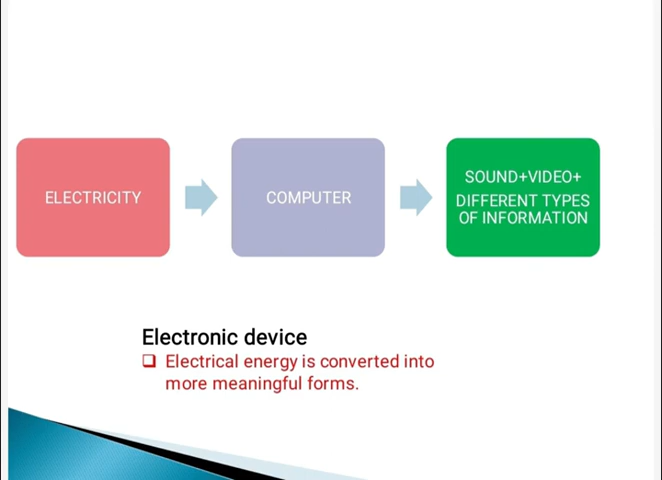 ELECTRICITY
COMPUTER
SOUND+VIDEO+
DIFFERENT TYPES
OF INFORMATION
Electronic device
❑ Electrical energy is converted into
more meaningful forms.